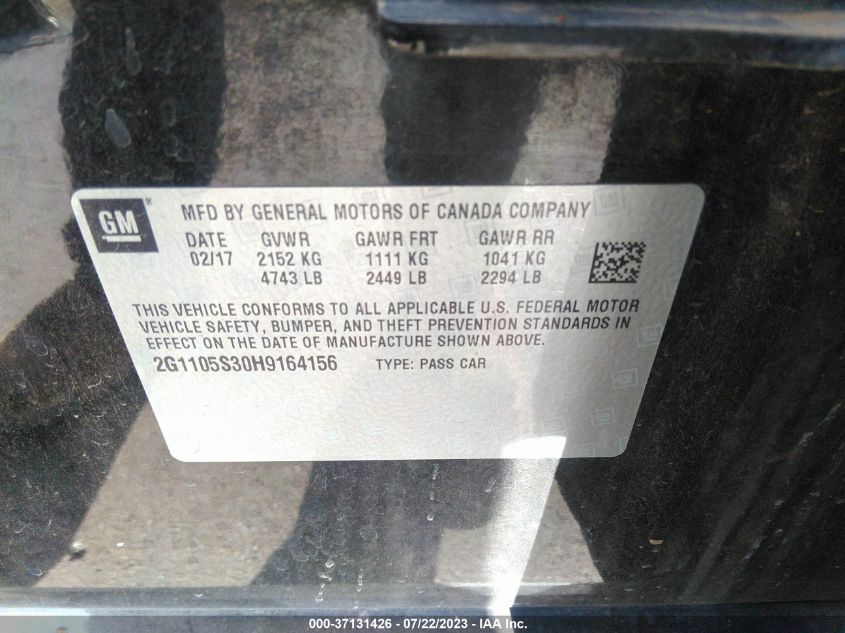 GM ®
MFD BY GENERAL MOTORS OF CANADA COMPANY
DATE GVWR GAWR FRT GAWR RR
02/17 2152 KG 1111 KG 1041 KG
4743 LB 2449 LB 2294 LB
THIS VEHICLE CONFORMS TO ALL APPLICABLE U.S. FEDERAL MOTOR
VEHICLE SAFETY, BUMPER, AND THEFT PREVENTION STANDARDS IN
EFFECT ON THE DATE OF MANUFACTURE SHOWN ABOVE.
2G1105S30H9164156 TYPE: PASS CAR
000-37131426 - 07/22/2023 - IAA Inc.